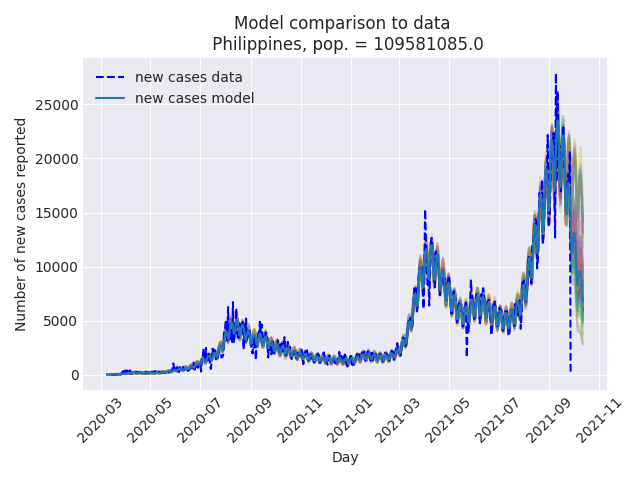 Model comparison to data
Philippines, pop. = 109581085.0
new cases data
new cases model
Number of new cases reported
25000
20000
15000
10000
5000
0
2020-03
2020-05
2020-07
2020-09
2020-11
2021-01
2021-03
2021-05
2021-07
2021-09
2021-11
Day